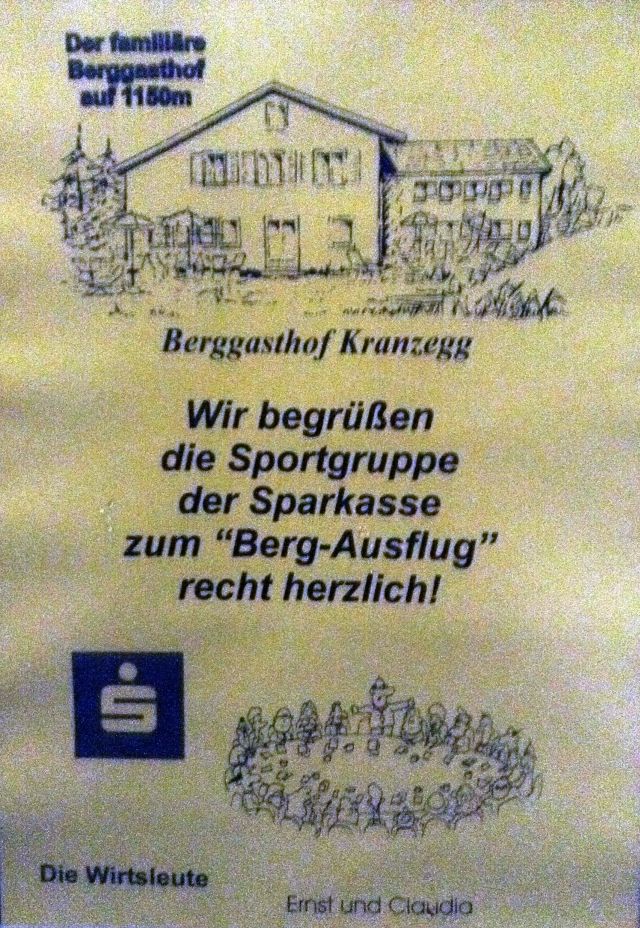 Der familiäre
Berggasthof
auf 1150m
Berggasthof Kranzegg
Wir begrüßen
die Sportgruppe
der Sparkasse
zum “Berg-Ausflug”
recht herzlich!
S
Die Wirtsleute
Ernst und Claudia